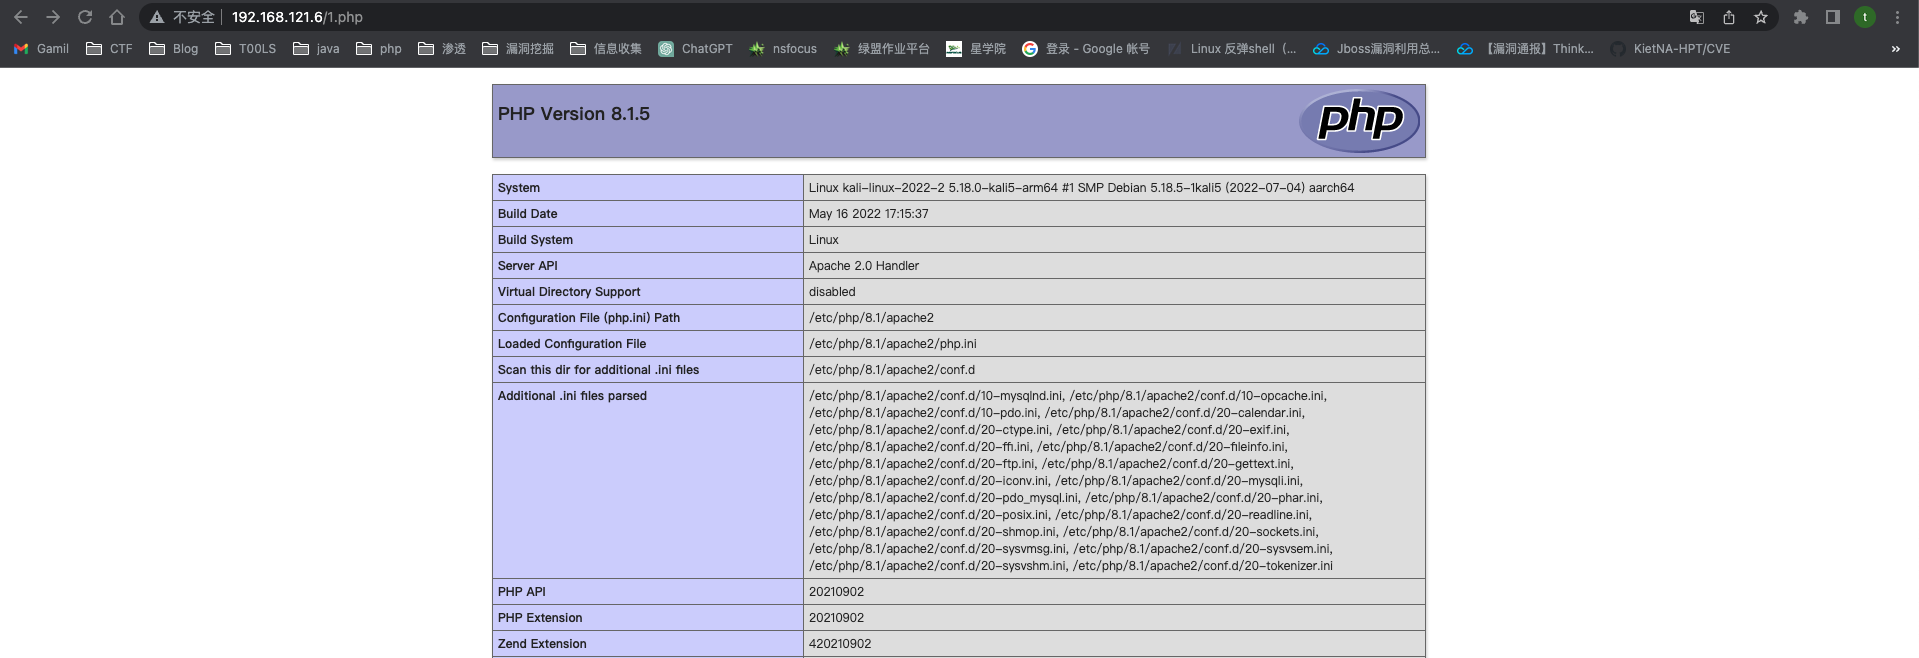 不安全 192.168.121.6/1.php
Gamil CTF Blog T00LS java php 渗透 漏洞挖掘 信息收集 ChatGPT nsfocus 绿盟作业平台 星学院 登录 - Google 帐号 Linux 反弹shell（... Jboss漏洞利用总... 【漏洞通报】Think... KietNA-HPT/CVE »
PHP Version 8.1.5
php
System Linux kali-linux-2022-2 5.18.0-kali5-arm64 #1 SMP Debian 5.18.5-1kali5 (2022-07-04) aarch64
Build Date May 16 2022 17:15:37
Build System Linux
Server API Apache 2.0 Handler
Virtual Directory Support disabled
Configuration File (php.ini) Path /etc/php/8.1/apache2
Loaded Configuration File /etc/php/8.1/apache2/php.ini
Scan this dir for additional .ini files /etc/php/8.1/apache2/conf.d
Additional .ini files parsed /etc/php/8.1/apache2/conf.d/10-mysqlnd.ini, /etc/php/8.1/apache2/conf.d/10-opcache.ini,
/etc/php/8.1/apache2/conf.d/10-pdo.ini, /etc/php/8.1/apache2/conf.d/20-calendar.ini,
/etc/php/8.1/apache2/conf.d/20-ctype.ini, /etc/php/8.1/apache2/conf.d/20-exif.ini,
/etc/php/8.1/apache2/conf.d/20-ffi.ini, /etc/php/8.1/apache2/conf.d/20-fileinfo.ini,
/etc/php/8.1/apache2/conf.d/20-ftp.ini, /etc/php/8.1/apache2/conf.d/20-gettext.ini,
/etc/php/8.1/apache2/conf.d/20-iconv.ini, /etc/php/8.1/apache2/conf.d/20-mysqli.ini,
/etc/php/8.1/apache2/conf.d/20-pdo_mysql.ini, /etc/php/8.1/apache2/conf.d/20-phar.ini,
/etc/php/8.1/apache2/conf.d/20-posix.ini, /etc/php/8.1/apache2/conf.d/20-readline.ini,
/etc/php/8.1/apache2/conf.d/20-shmop.ini, /etc/php/8.1/apache2/conf.d/20-sockets.ini,
/etc/php/8.1/apache2/conf.d/20-sysvmsg.ini, /etc/php/8.1/apache2/conf.d/20-sysvsem.ini,
/etc/php/8.1/apache2/conf.d/20-sysvshm.ini, /etc/php/8.1/apache2/conf.d/20-tokenizer.ini
PHP API 20210902
PHP Extension 20210902
Zend Extension 420210902